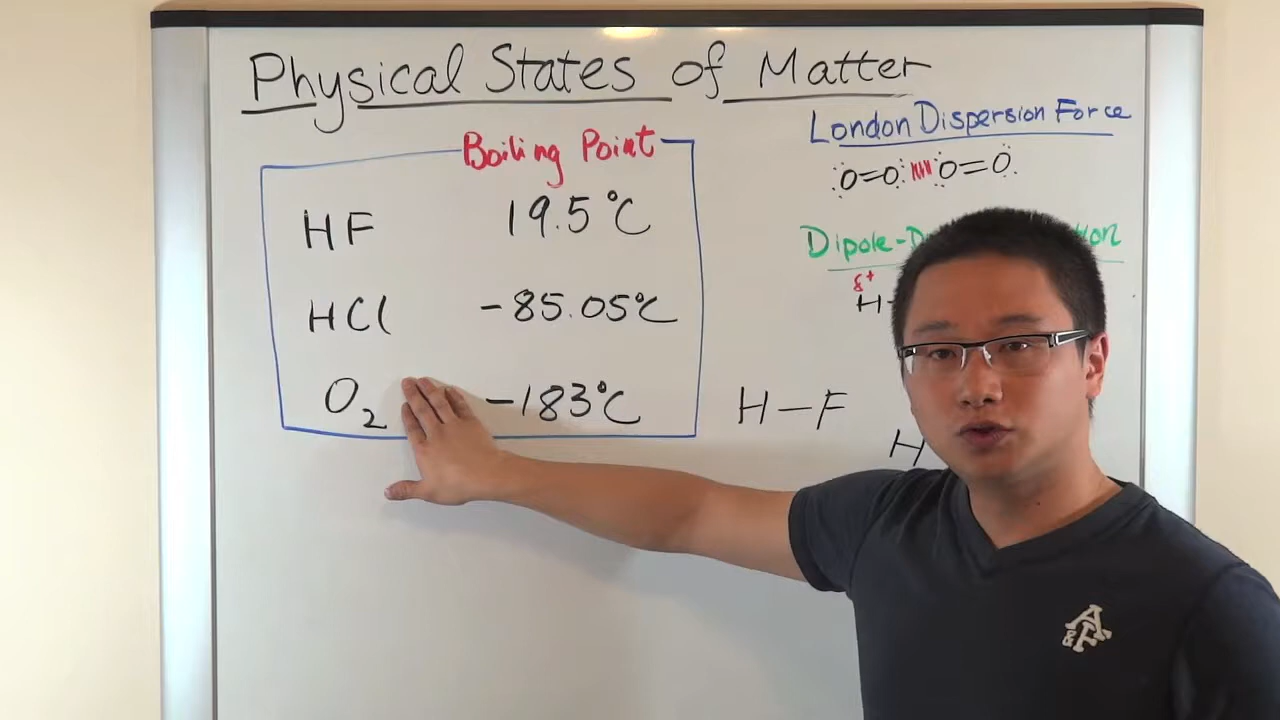 Physical States of Matter
Boiling Point
HF 19.5°C
HCl -85.05°C
O₂ -183°C
London Dispersion Force
O=O O=O
δ+
H-
H-F
H
A&F